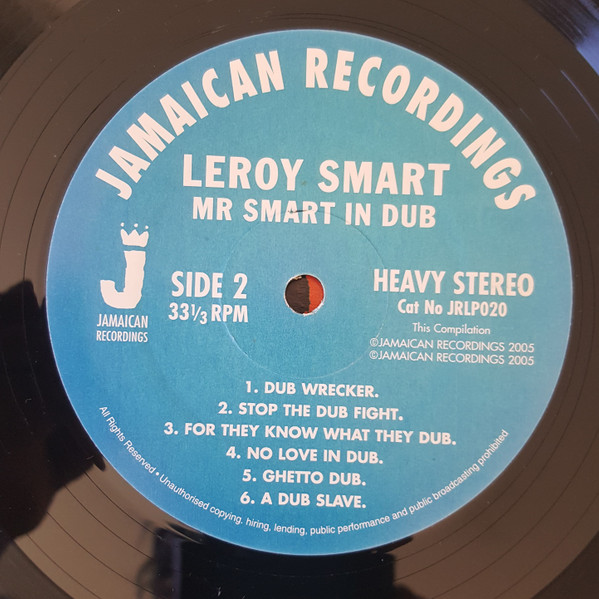 JAMAICAN RECORDINGS
LEROY SMART
MR SMART IN DUB
J
JAMAICAN
RECORDINGS
SIDE 2
33⅓ RPM
HEAVY STEREO
Cat No JRLP020
This Compilation
©JAMAICAN RECORDINGS 2005
©JAMAICAN RECORDINGS 2005
1. DUB WRECKER.
2. STOP THE DUB FIGHT.
3. FOR THEY KNOW WHAT THEY DUB.
4. NO LOVE IN DUB.
5. GHETTO DUB.
6. A DUB SLAVE.
All Rights Reserved • Unauthorised copying, hiring, lending, public performance and public broadcasting prohibited